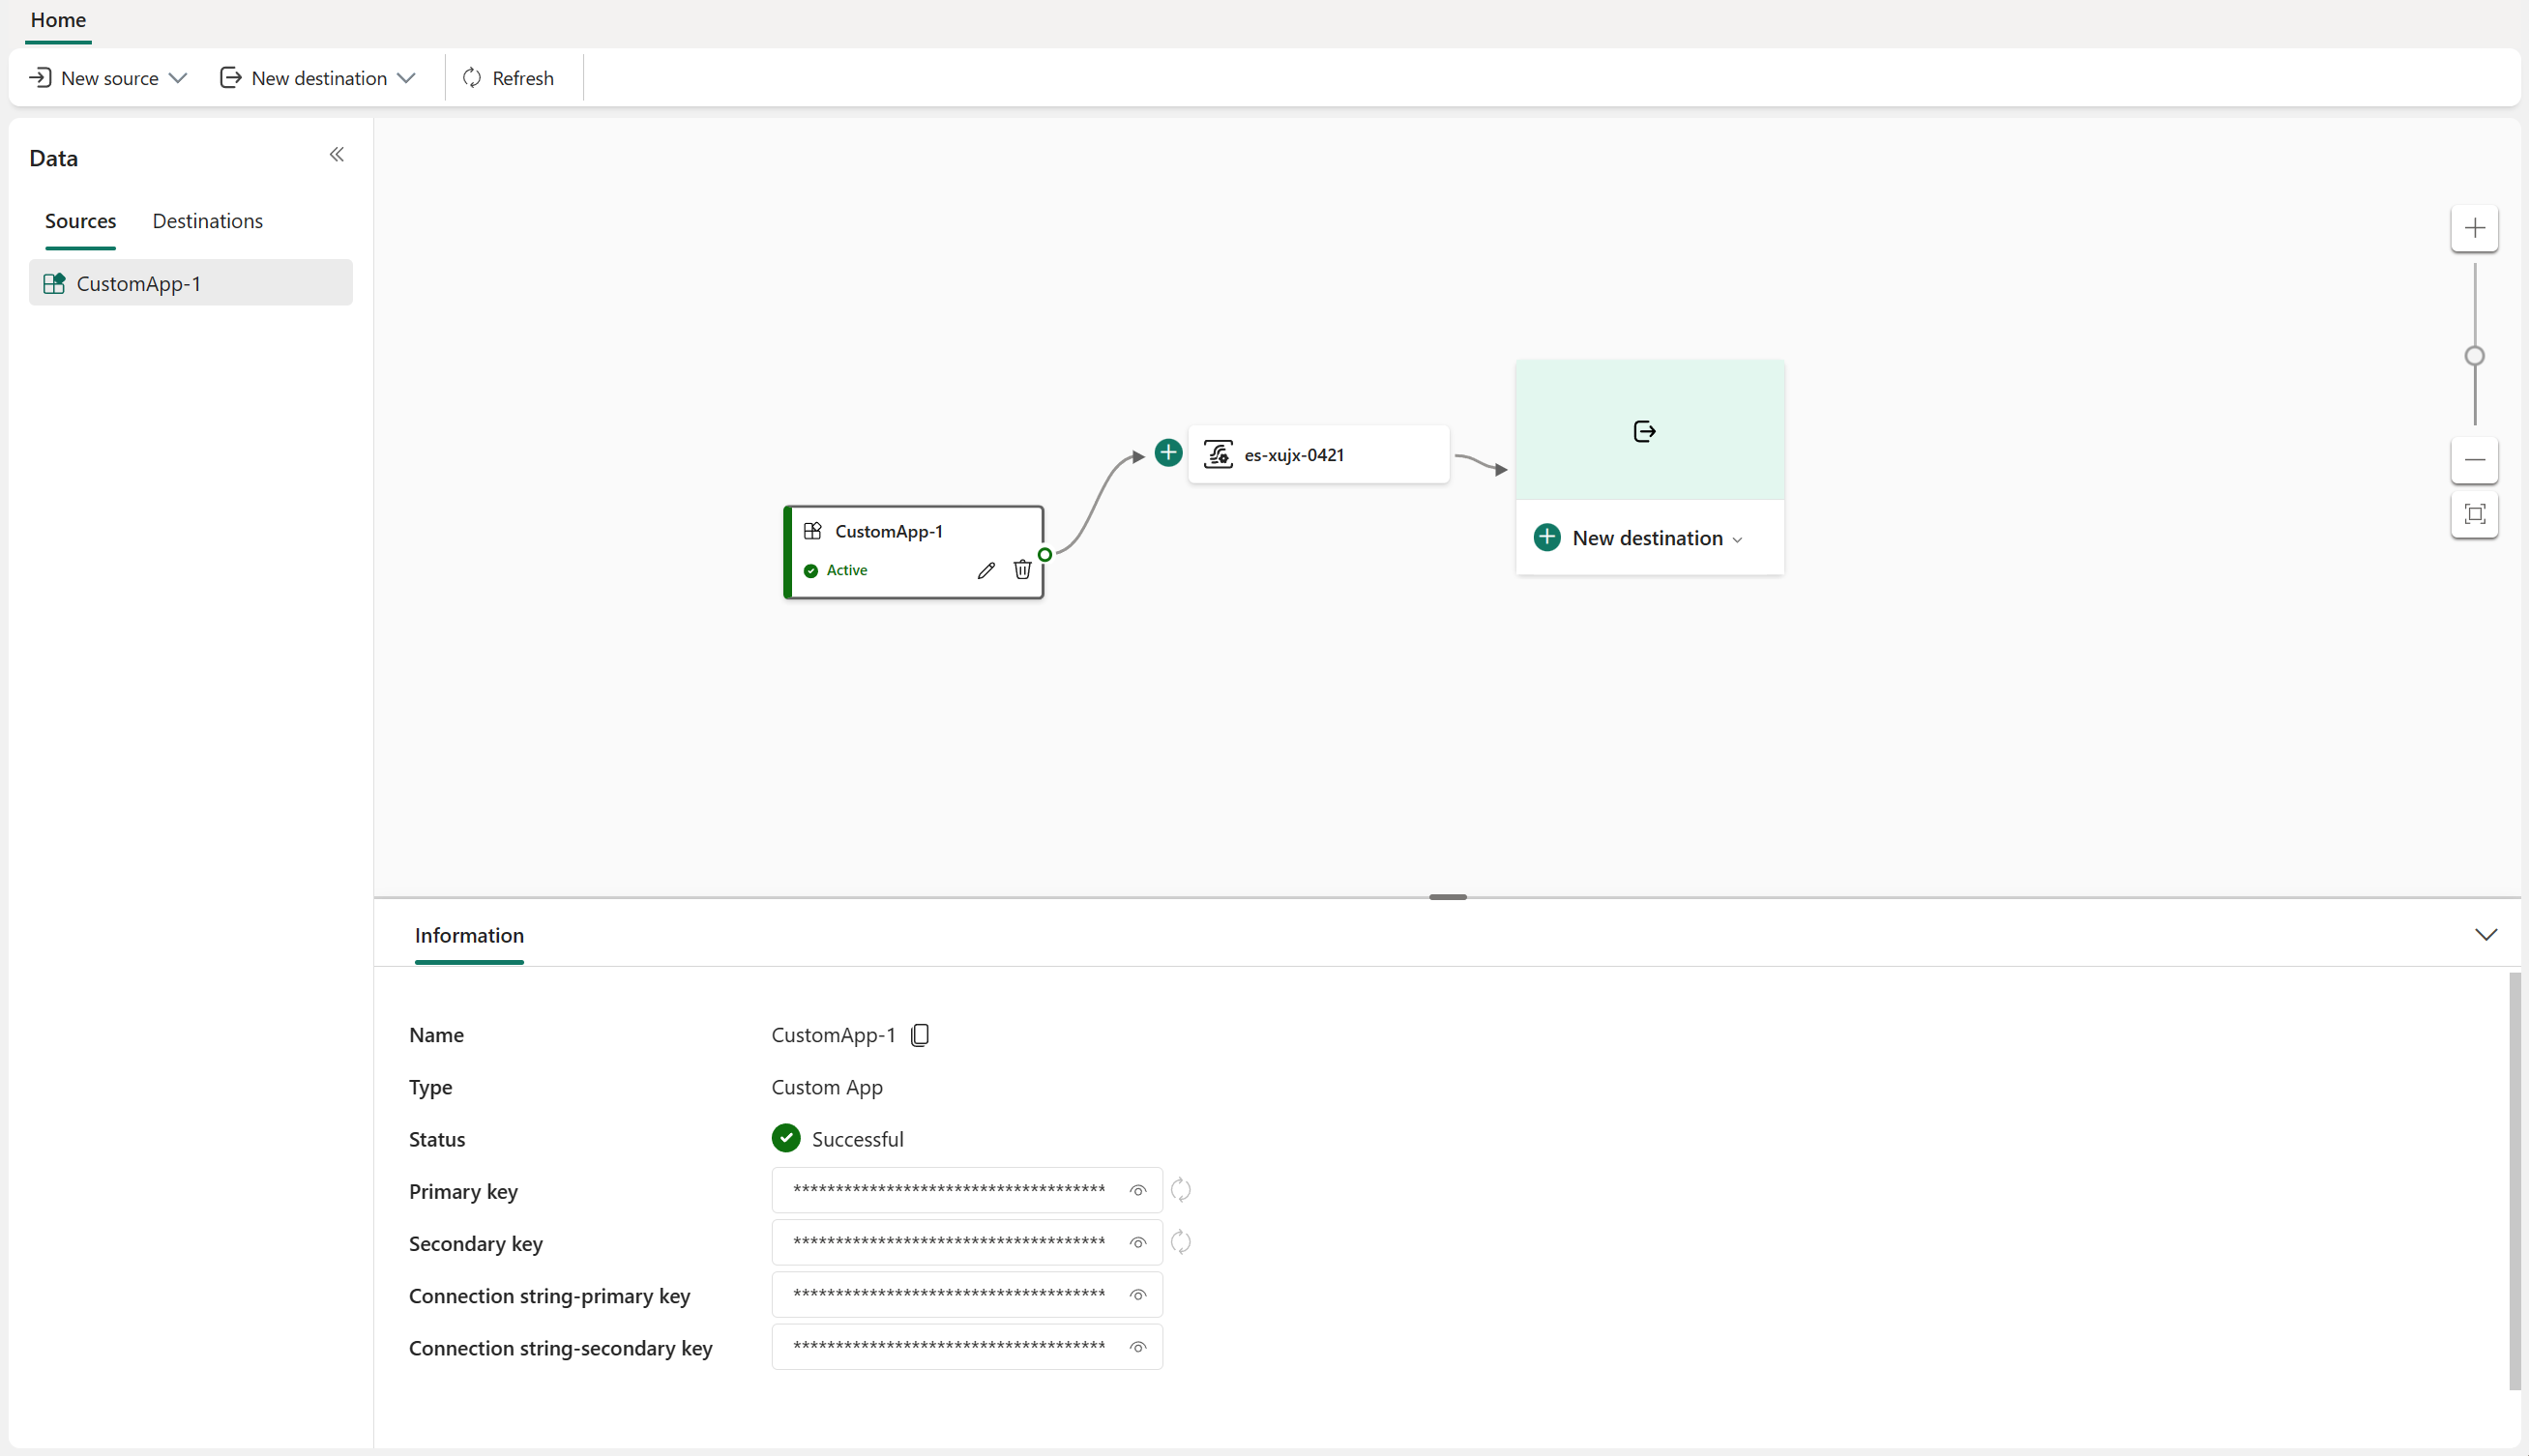 Home
New source
New destination
Refresh
Data
Sources
Destinations
CustomApp-1
es-xujx-0421
CustomApp-1
Active
New destination
Information
Name
CustomApp-1
Type
Custom App
Status
Successful
Primary key
*************************************
Secondary key
*************************************
Connection string-primary key
*************************************
Connection string-secondary key
*************************************